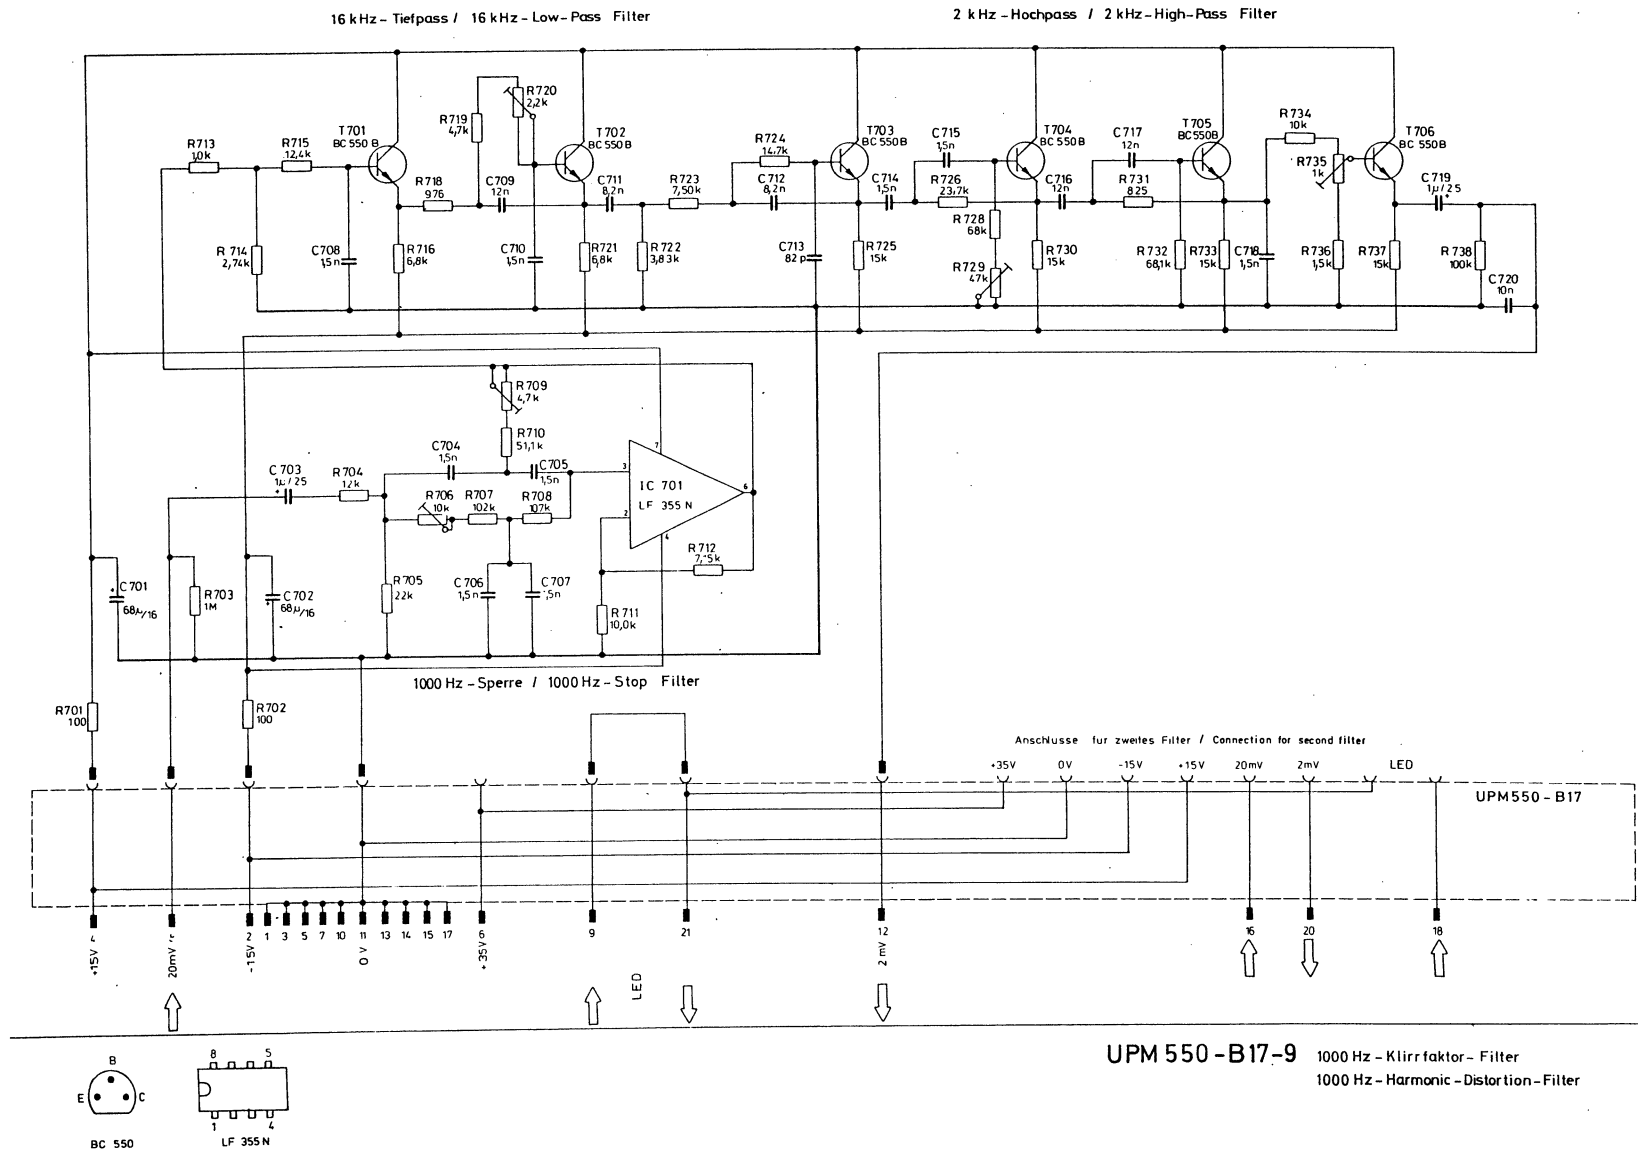 16 kHz - Tiefpass / 16 kHz - Low - Pass Filter
2 kHz - Hochpass / 2 kHz - High - Pass Filter
R713
1,0k
R715
12,4k
T701
BC 550 B
R719
4,7k
R720
2,2k
T702
BC 550 B
R718
976
C709
12n
C711
8,2n
R723
7,50k
R724
14,7k
C712
8,2n
T703
BC 550B
C714
1,5n
C715
1,5n
R726
23,7k
T704
BC 550 B
C716
12n
C717
12n
R731
825
T705
BC 550B
R734
10k
R735
1k
T706
BC 550B
C719
1µ/25
+
R 714
2,74k
C708
1,5n
R716
6,8k
C710
1,5n
R721
6,8k
R 722
3,83k
C713
82 p
R725
15k
R728
68k
R729
47k
R730
15k
R732
68,1k
R733
15k
C718
1,5n
R736
1,5k
R737
15k
R738
100k
C720
10n
R709
4,7k
R710
51,1k
C704
1,5n
C705
1,5n
C703
1µ/25
+
R704
12k
R706
10k
R707
102k
R708
107k
3
2
7
4
6
IC 701
LF 355 N
R712
R705
22k
C706
1,5n
C707
R711
10,0k
C701
68µ/16
+
R703
1M
C702
68µ/16
+
1000 Hz - Sperre / 1000 Hz - Stop Filter
R701
100
R702
100
Anschlusse fur zweites Filter / Connection for second filter
+35V
0V
-15V
+15V
20mV
2mV
LED
UPM550 - B17
2
1
3
5
7
10
11
13
14
15
17
6
9
21
12
16
20
18
+15V
20mV
-15V
0V
+35V
LED
2 mV
UPM 550 - B17 - 9
1000 Hz - Klirrfaktor - Filter
1000 Hz - Harmonic - Distortion - Filter
B
E
C
BC 550
8
5
1
4
LF 355 N